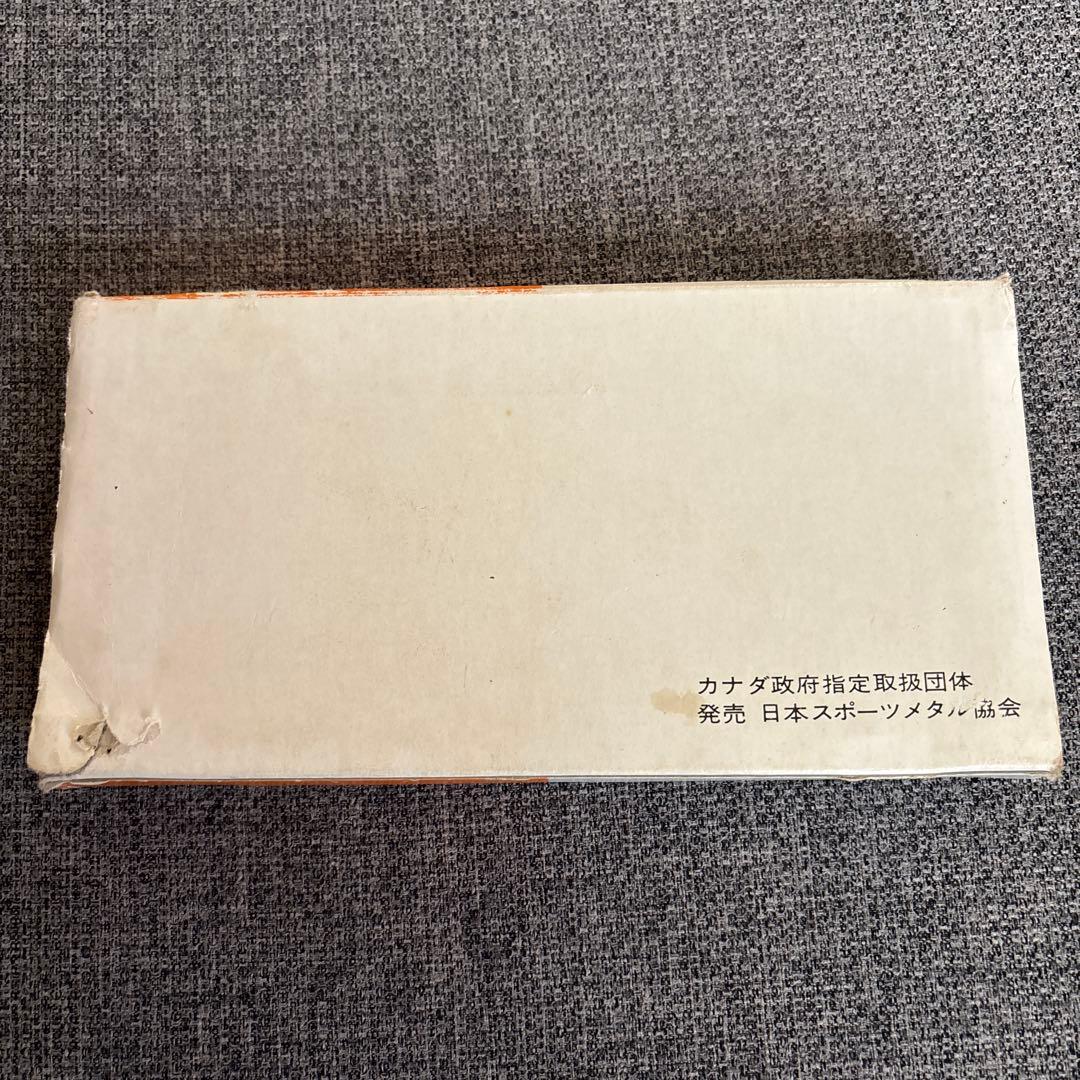 カナダ政府指定取扱団体
発売 日本スポーツメタル協会